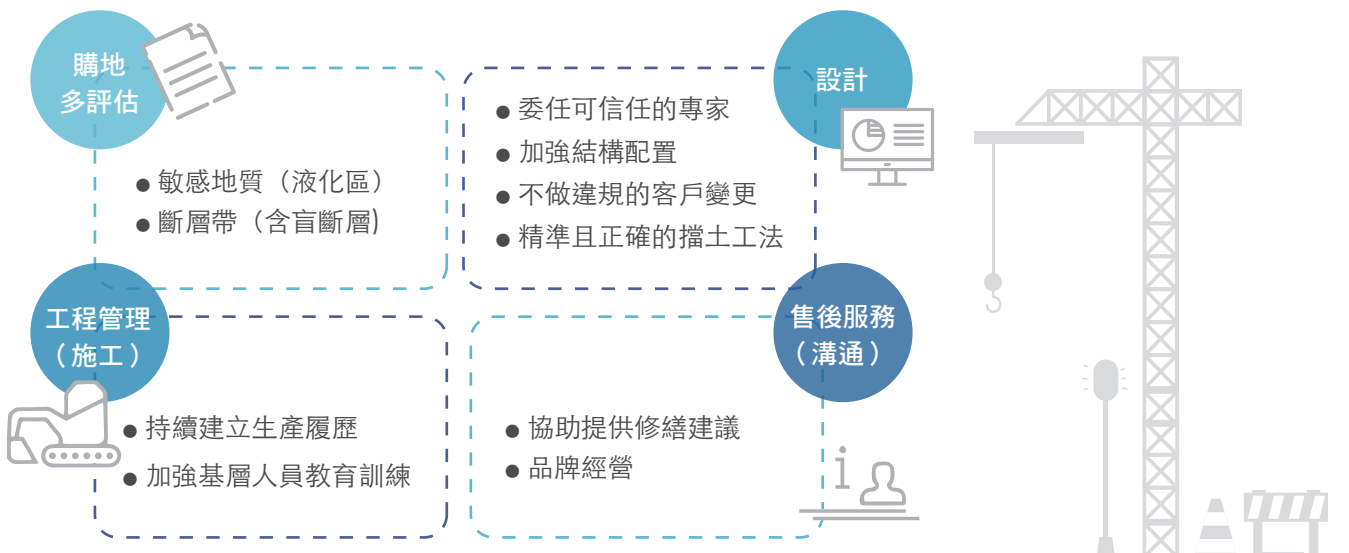 購地
多評估
● 敏感地質（液化區）
● 斷層帶（含盲斷層)
設計
● 委任可信任的專家
● 加強結構配置
● 不做違規的客戶變更
● 精準且正確的擋土工法
工程管理
（施工）
● 持續建立生產履歷
● 加強基層人員教育訓練
售後服務
（溝通）
● 協助提供修繕建議
● 品牌經營
i